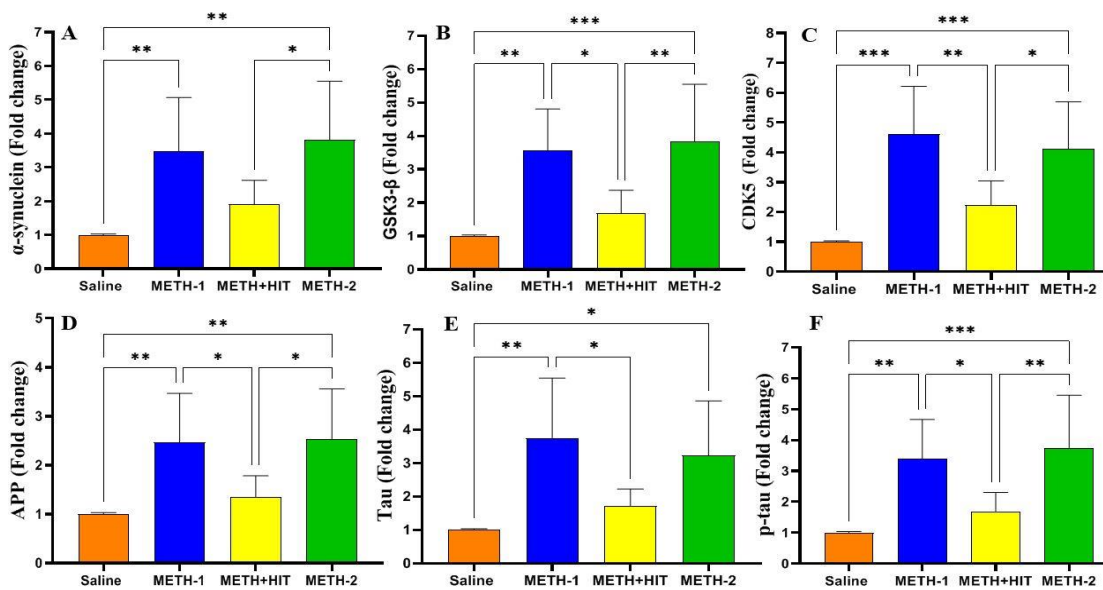 A
α-synuclein (Fold change)
7
6
5
4
3
2
1
0
**
**
*
Saline METH-1 METH+HIT METH-2
B
GSK3-β (Fold change)
7
6
5
4
3
2
1
0
***
** * **
Saline METH-1 METH+HIT METH-2
C
CDK5 (Fold change)
8
7
6
5
4
3
2
1
0
***
*** ** *
Saline METH-1 METH+HIT METH-2
D
APP (Fold change)
5
4
3
2
1
0
**
** * *
Saline METH-1 METH+HIT METH-2
E
Tau (Fold change)
7
6
5
4
3
2
1
0
*
** *
Saline METH-1 METH+HIT METH-2
F
p-tau (Fold change)
7
6
5
4
3
2
1
0
***
** * **
Saline METH-1 METH+HIT METH-2